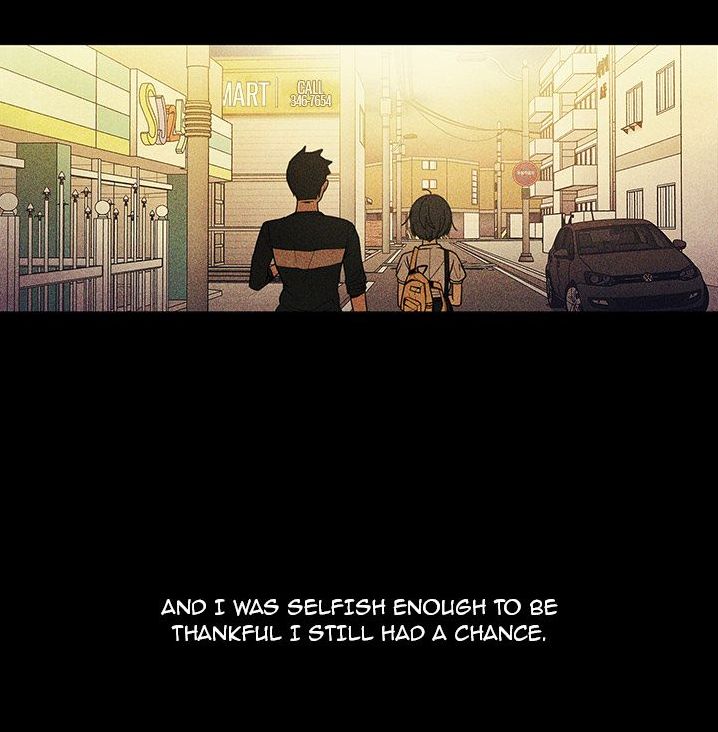 MART
CALL
346-7654
AND I WAS SELFISH ENOUGH TO BE
THANKFUL I STILL HAD A CHANCE.